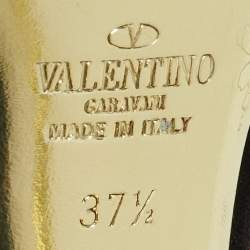 VALENTINO
GARAVANI
MADE IN ITALY
37½